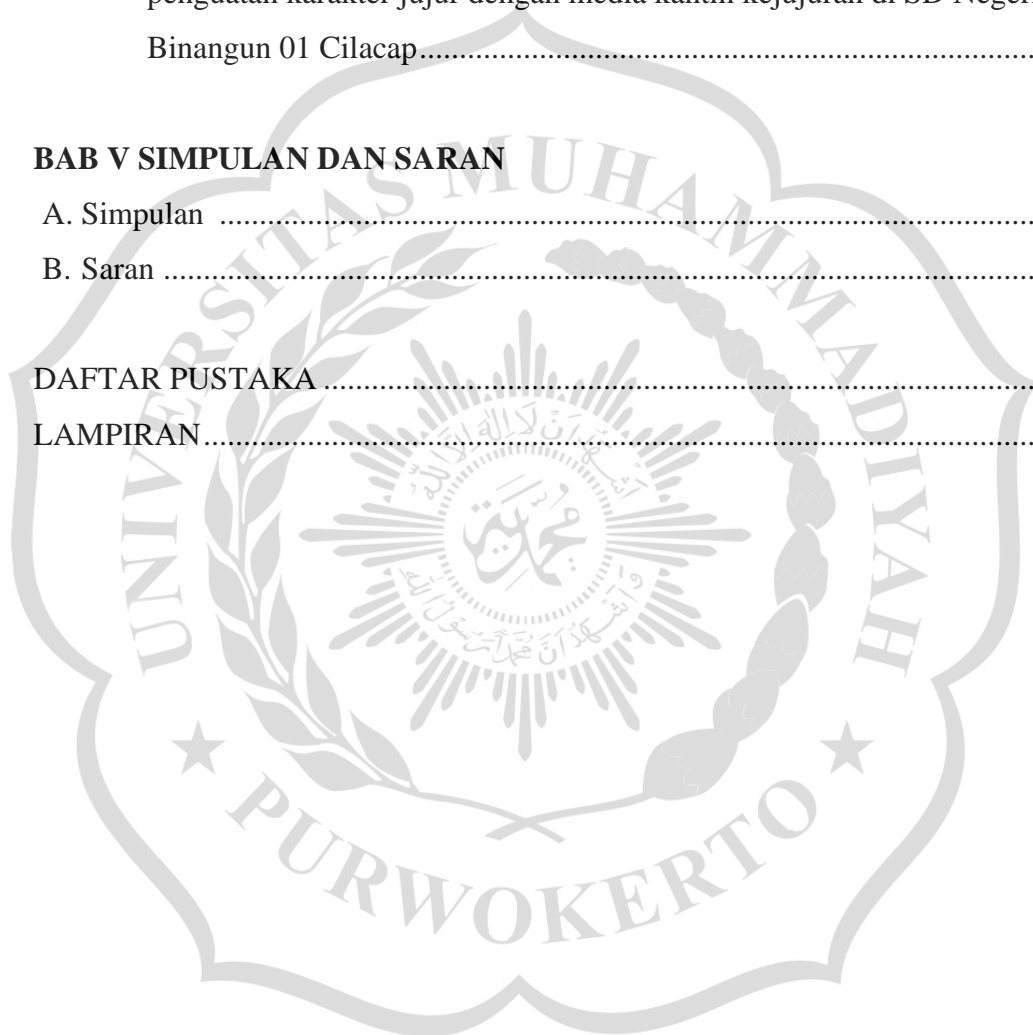 penguatan karakter jujur dengan media kantin kejujuran di SD Negeri
Binangun 01 Cilacap..............................................................................
BAB V SIMPULAN DAN SARAN
A. Simpulan ........................................................................................................
B. Saran ...............................................................................................................
DAFTAR PUSTAKA ...........................................................................................
LAMPIRAN..........................................................................................................
UNIVERSITAS MUHAMMADIYAH
PURWOKERTO